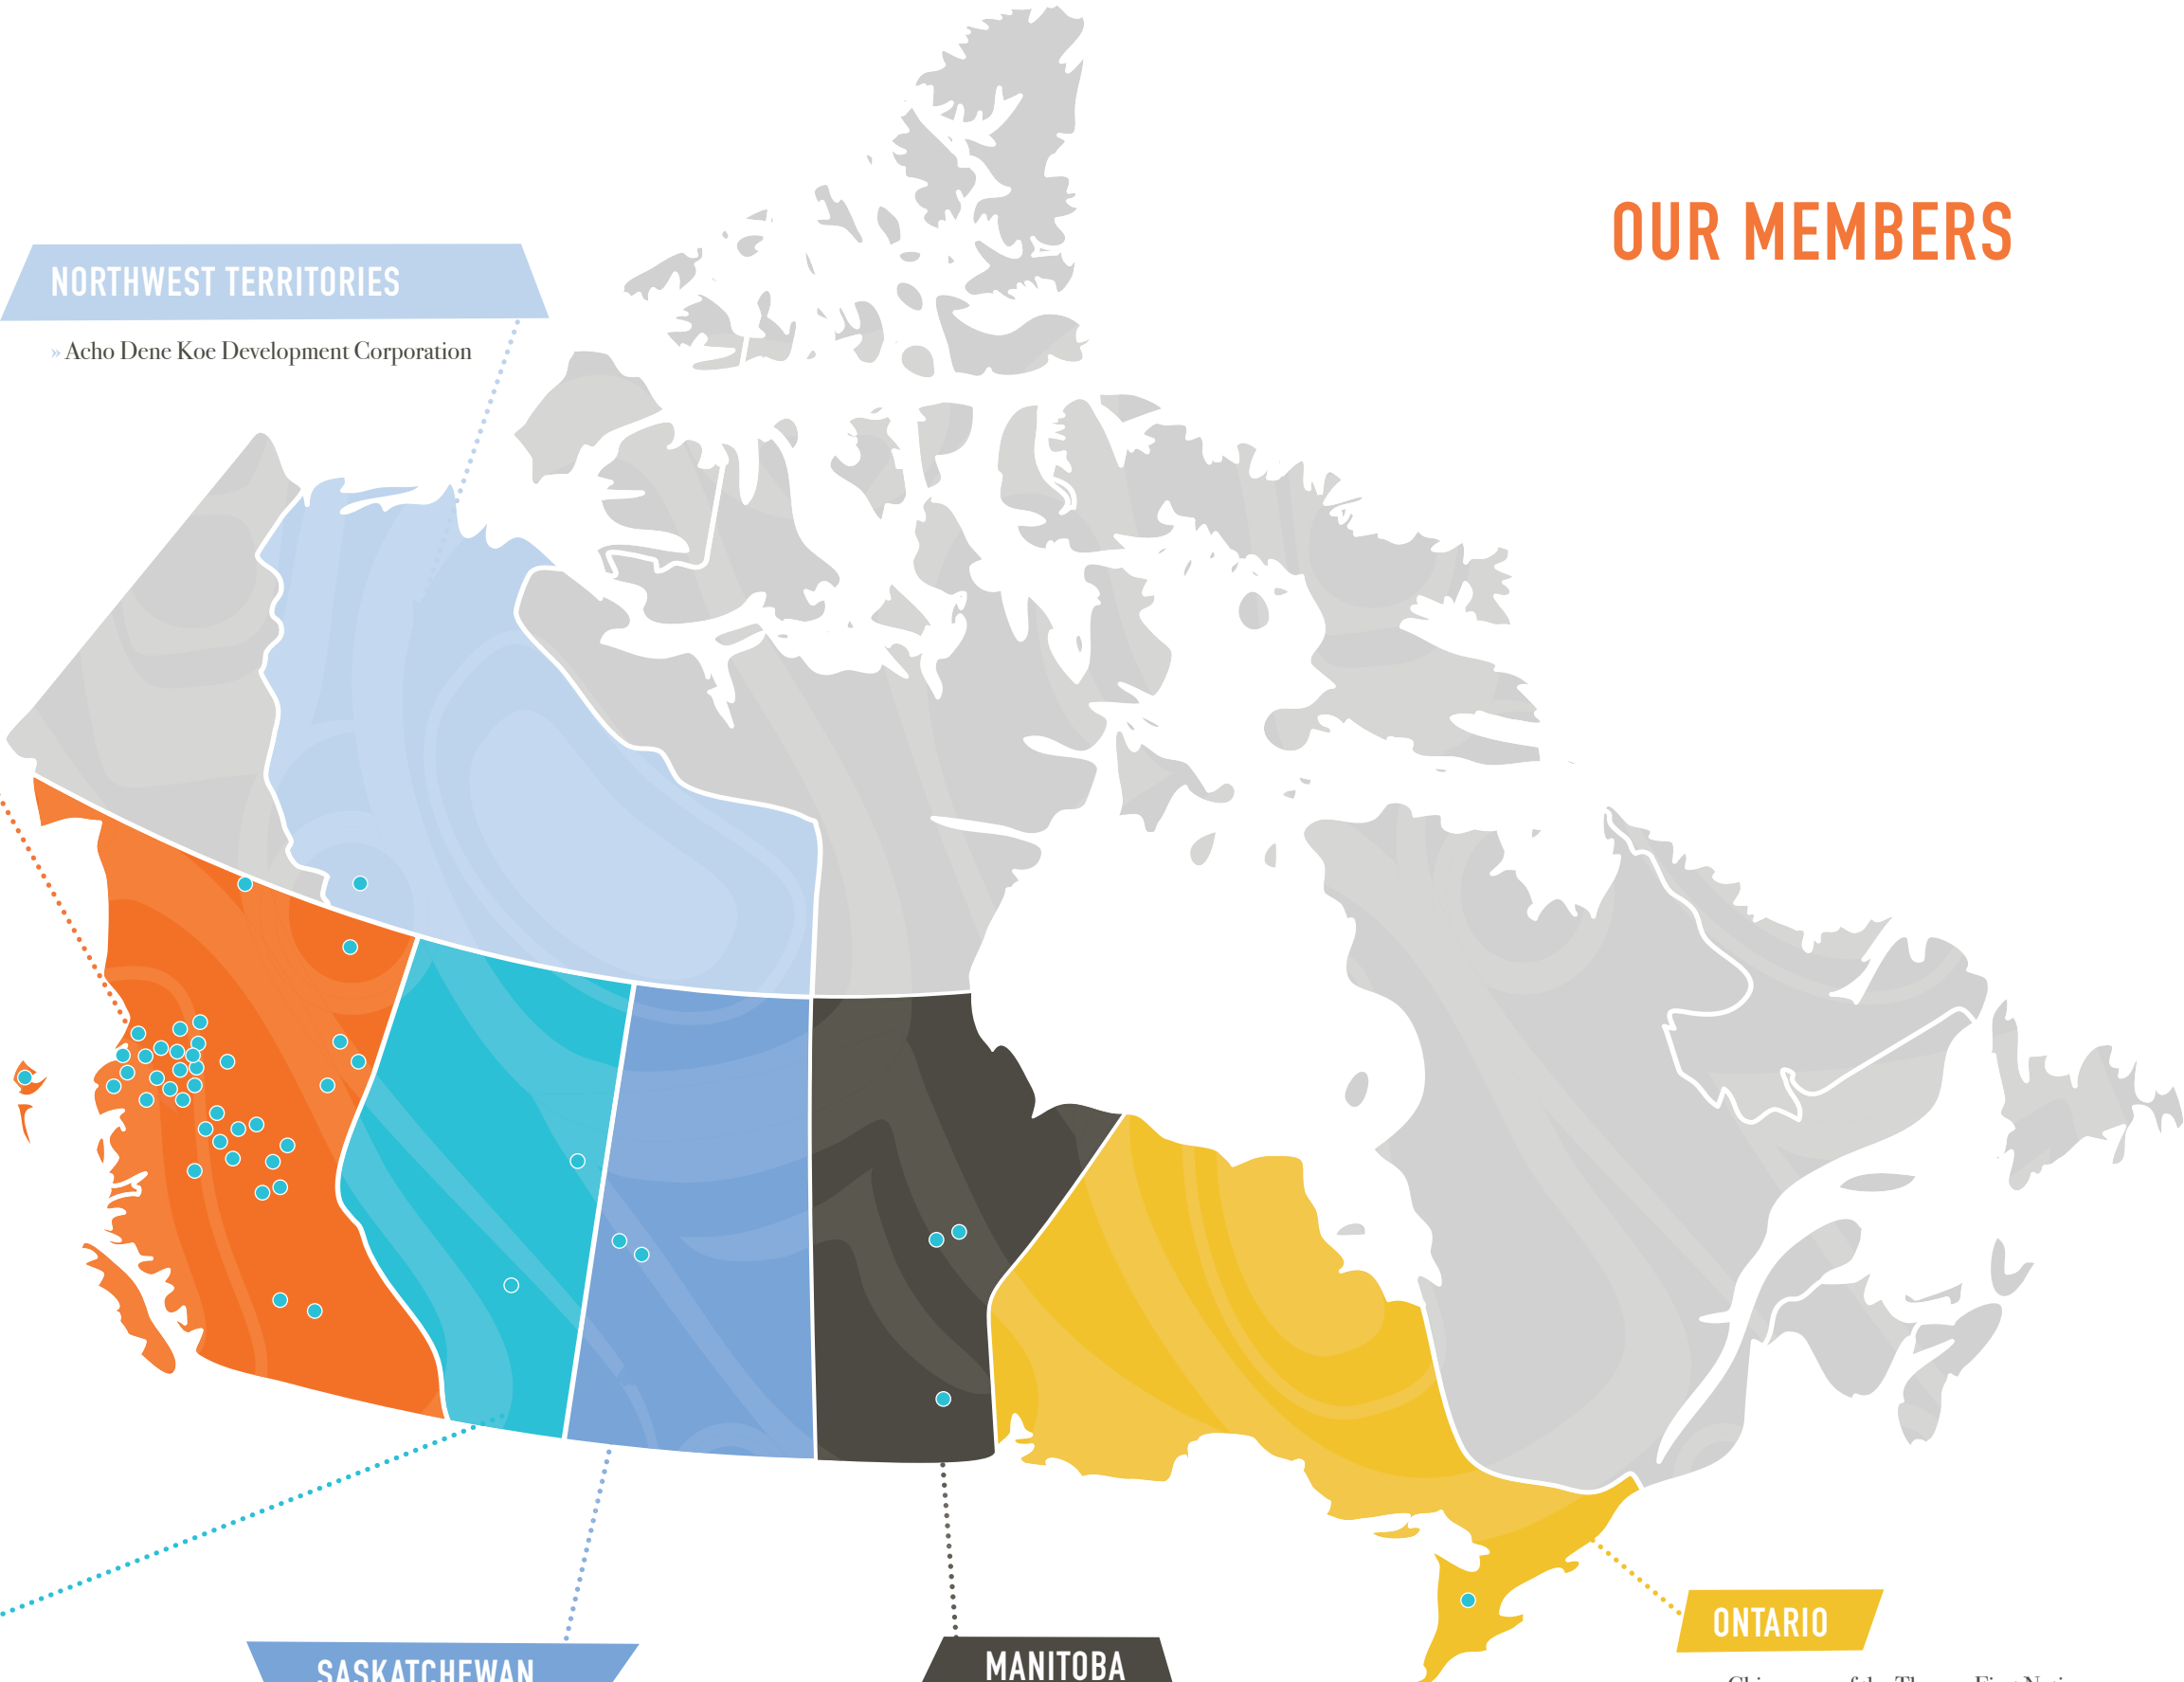 OUR MEMBERS
NORTHWEST TERRITORIES
» Acho Dene Koe Development Corporation
ONTARIO
SASKATCHEWAN
MANITOBA